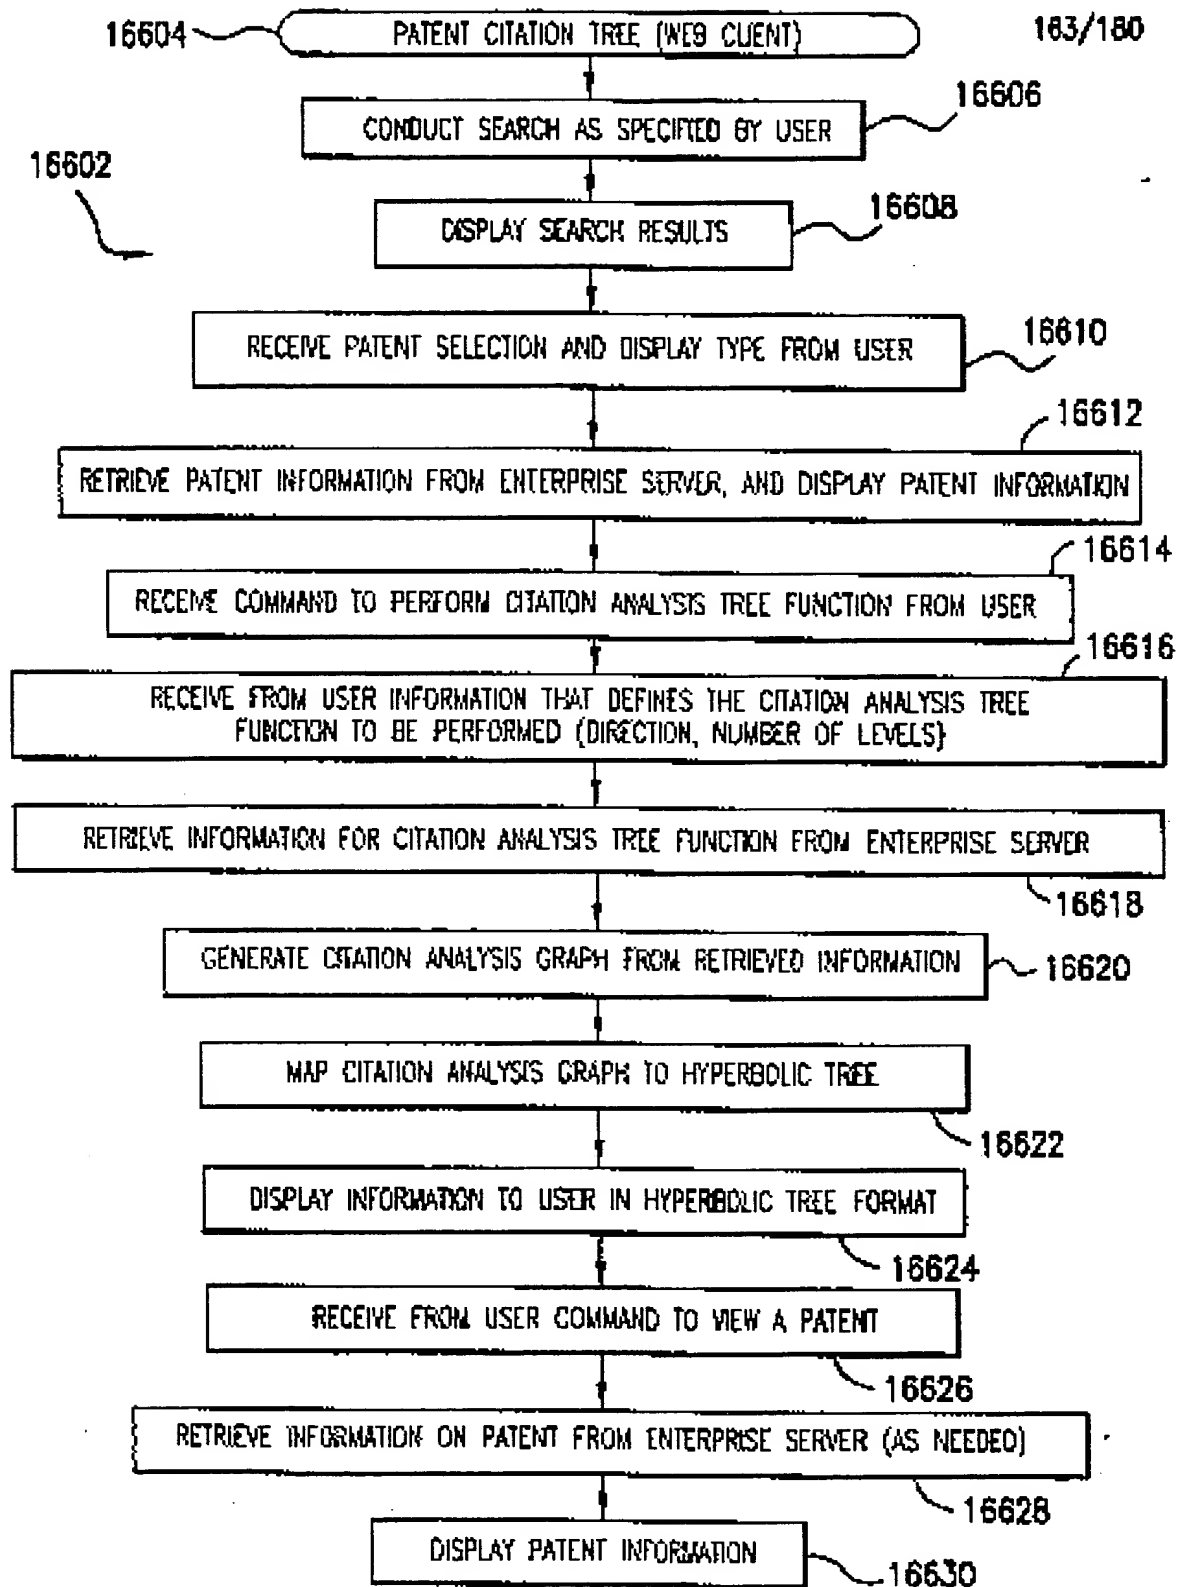 16604
PATENT CITATION TREE (WEB CLIENT)
163/180
16606
CONDUCT SEARCH AS SPECIFIED BY USER
16602
16608
DISPLAY SEARCH RESULTS
16610
RECEIVE PATENT SELECTION AND DISPLAY TYPE FROM USER
16612
RETRIEVE PATENT INFORMATION FROM ENTERPRISE SERVER, AND DISPLAY PATENT INFORMATION
16614
RECEIVE COMMAND TO PERFORM CITATION ANALYSIS TREE FUNCTION FROM USER
16616
RECEIVE FROM USER INFORMATION THAT DEFINES THE CITATION ANALYSIS TREE
FUNCTION TO BE PERFORMED (DIRECTION, NUMBER OF LEVELS)
RETRIEVE INFORMATION FOR CITATION ANALYSIS TREE FUNCTION FROM ENTERPRISE SERVER
16618
GENERATE CITATION ANALYSIS GRAPH FROM RETRIEVED INFORMATION
16620
MAP CITATION ANALYSIS GRAPH TO HYPERBOLIC TREE
16622
DISPLAY INFORMATION TO USER IN HYPERBOLIC TREE FORMAT
16624
RECEIVE FROM USER COMMAND TO VIEW A PATENT
16626
RETRIEVE INFORMATION ON PATENT FROM ENTERPRISE SERVER (AS NEEDED)
16628
DISPLAY PATENT INFORMATION
16630